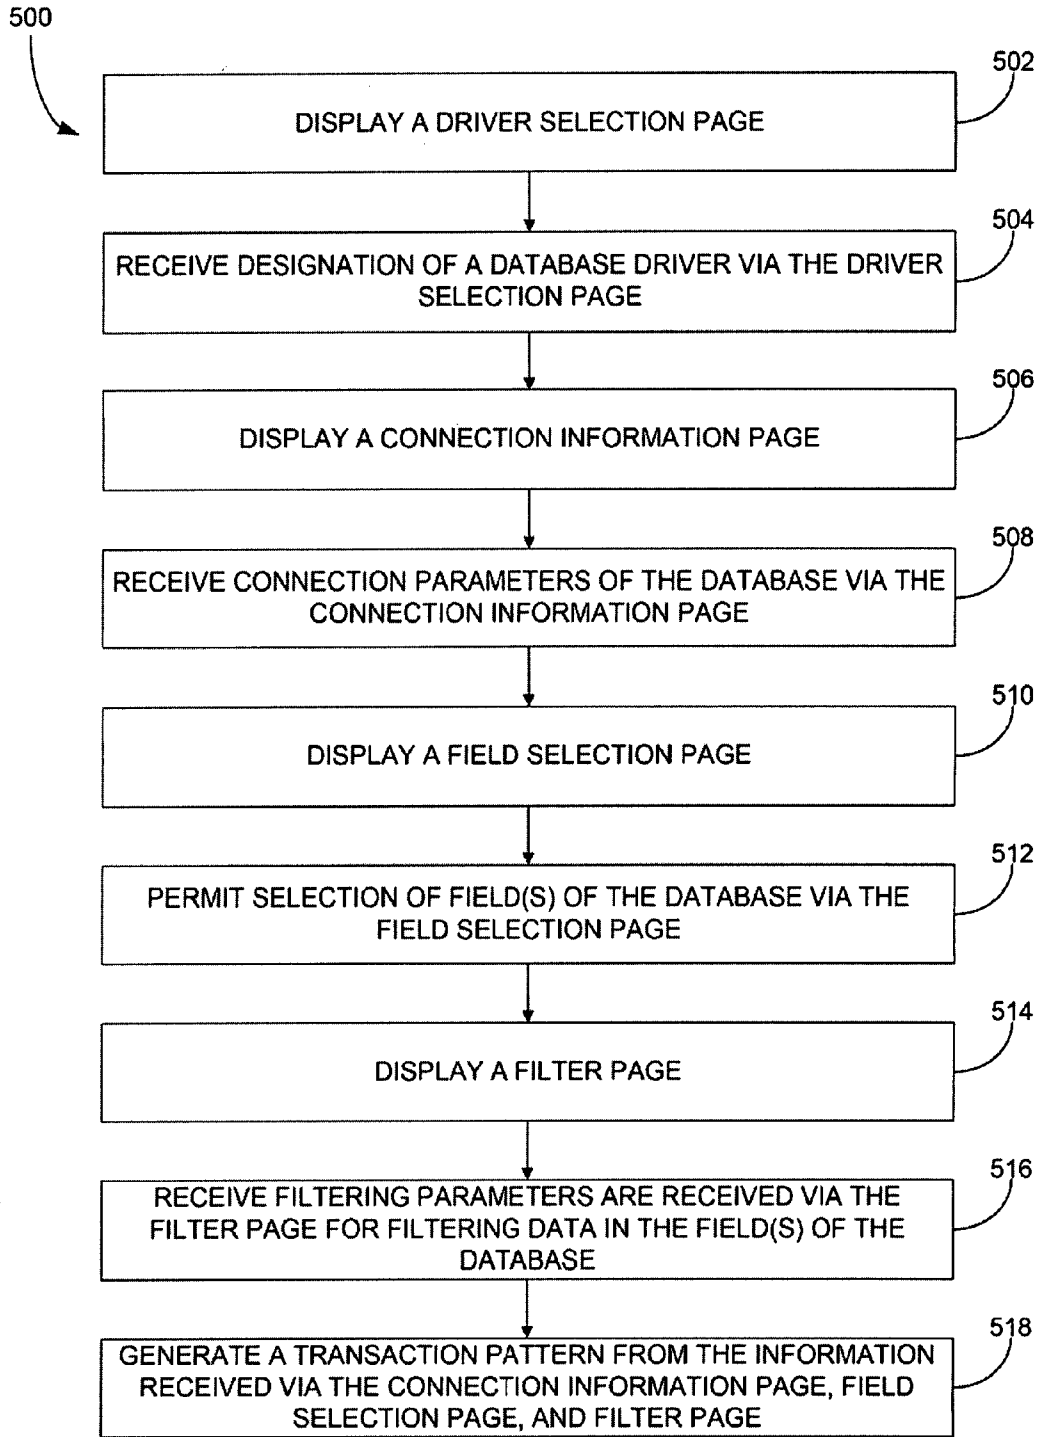 500
502
DISPLAY A DRIVER SELECTION PAGE
504
RECEIVE DESIGNATION OF A DATABASE DRIVER VIA THE DRIVER
SELECTION PAGE
506
DISPLAY A CONNECTION INFORMATION PAGE
508
RECEIVE CONNECTION PARAMETERS OF THE DATABASE VIA THE
CONNECTION INFORMATION PAGE
510
DISPLAY A FIELD SELECTION PAGE
512
PERMIT SELECTION OF FIELD(S) OF THE DATABASE VIA THE
FIELD SELECTION PAGE
514
DISPLAY A FILTER PAGE
516
RECEIVE FILTERING PARAMETERS ARE RECEIVED VIA THE
FILTER PAGE FOR FILTERING DATA IN THE FIELD(S) OF THE
DATABASE
518
GENERATE A TRANSACTION PATTERN FROM THE INFORMATION
RECEIVED VIA THE CONNECTION INFORMATION PAGE, FIELD
SELECTION PAGE, AND FILTER PAGE